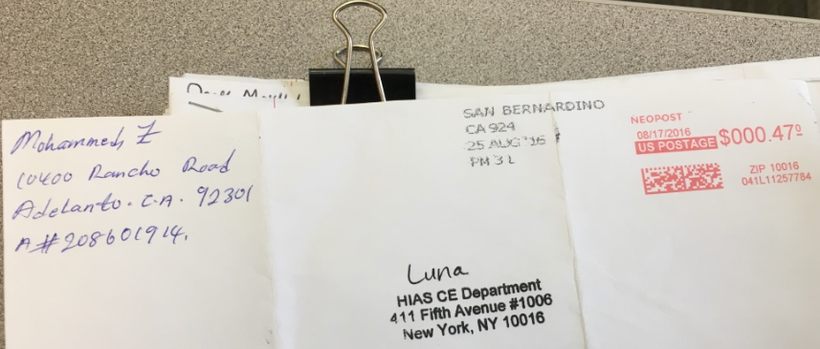 Mohammed I
10400 Rancho Road
Adelanto. C.A. 92301
A#208601914.
SAN BERNARDINO
CA 924
25 AUG '16
PM 3 L
NEOPOST
08/17/2016
US POSTAGE $000.47⁰
ZIP 10016
041L11257784
Luna
HIAS CE Department
411 Fifth Avenue #1006
New York, NY 10016